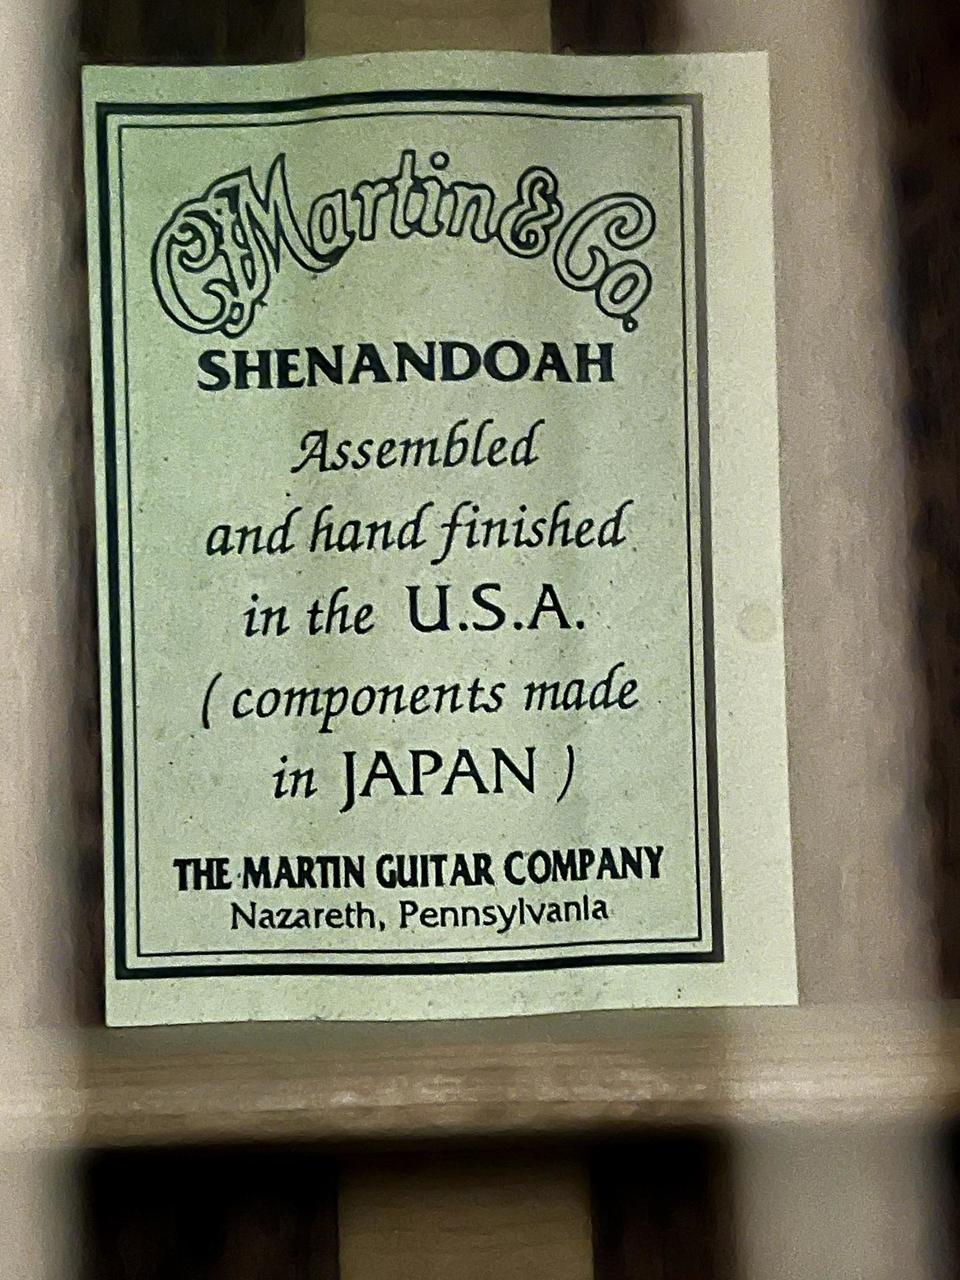 C.F. Martin & Co.
SHENANDOAH
Assembled
and hand finished
in the U.S.A.
( components made
in JAPAN )
THE MARTIN GUITAR COMPANY
Nazareth, Pennsylvania